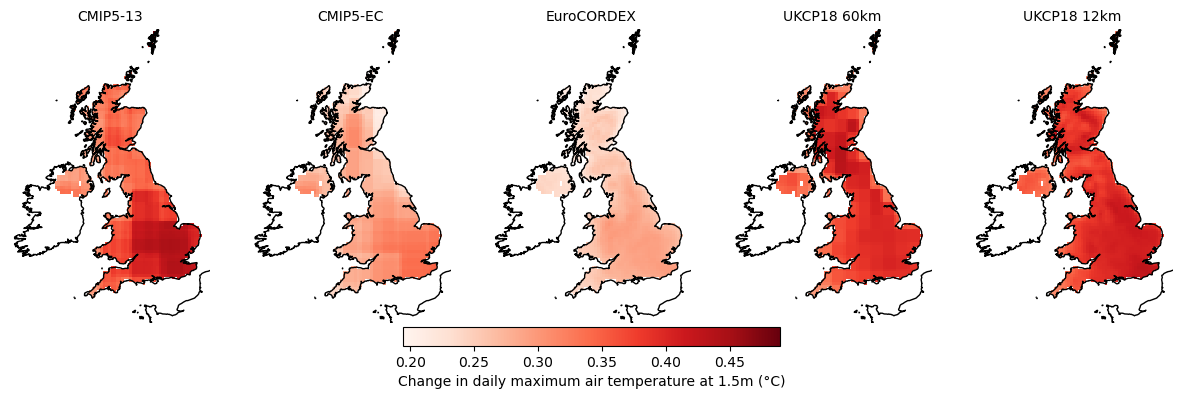 CMIP5-13
CMIP5-EC
EuroCORDEX
UKCP18 60km
UKCP18 12km
0.20 0.25 0.30 0.35 0.40 0.45
Change in daily maximum air temperature at 1.5m (°C)